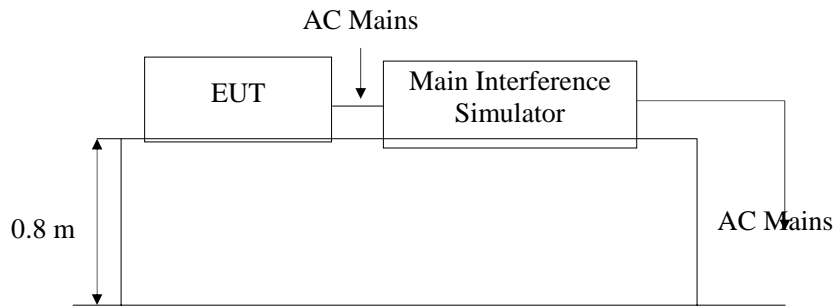 AC Mains
EUT
Main Interference
Simulator
0.8 m
AC Mains